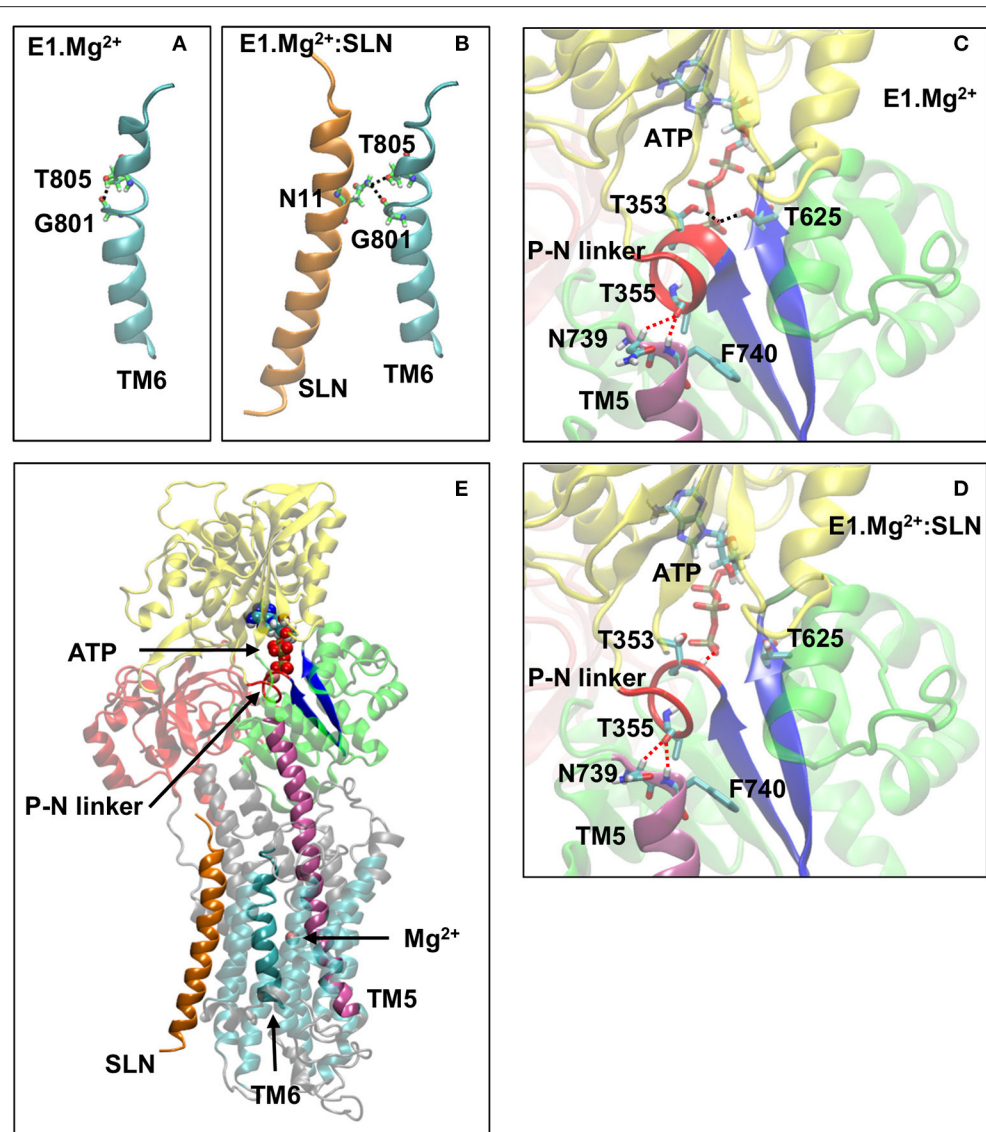 E1.Mg²⁺
A
T805
G801
TM6
E1.Mg²⁺:SLN
B
T805
N11
G801
SLN
TM6
C
E1.Mg²⁺
ATP
T353
T625
P-N linker
T355
N739
F740
TM5
E
ATP
P-N linker
Mg²⁺
TM5
SLN
TM6
D
E1.Mg²⁺:SLN
ATP
T353
T625
P-N linker
T355
N739
F740
TM5